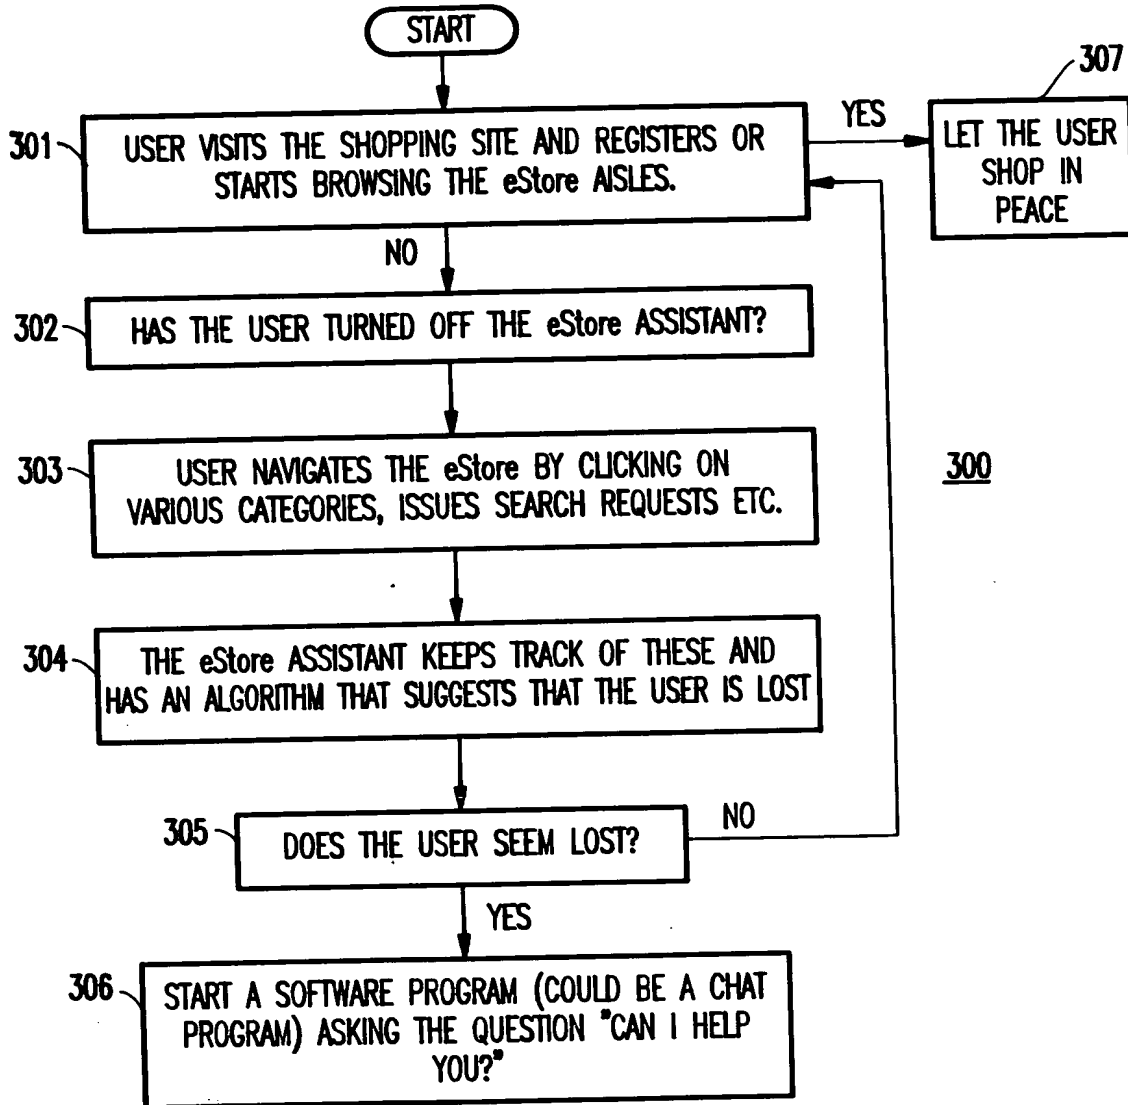 START
307
301
USER VISITS THE SHOPPING SITE AND REGISTERS OR
STARTS BROWSING THE eStore AISLES.
YES
LET THE USER
SHOP IN
PEACE
NO
302
HAS THE USER TURNED OFF THE eStore ASSISTANT?
303
USER NAVIGATES THE eStore BY CLICKING ON
VARIOUS CATEGORIES, ISSUES SEARCH REQUESTS ETC.
300
304
THE eStore ASSISTANT KEEPS TRACK OF THESE AND
HAS AN ALGORITHM THAT SUGGESTS THAT THE USER IS LOST
305
DOES THE USER SEEM LOST?
NO
YES
306
START A SOFTWARE PROGRAM (COULD BE A CHAT
PROGRAM) ASKING THE QUESTION "CAN I HELP
YOU?"